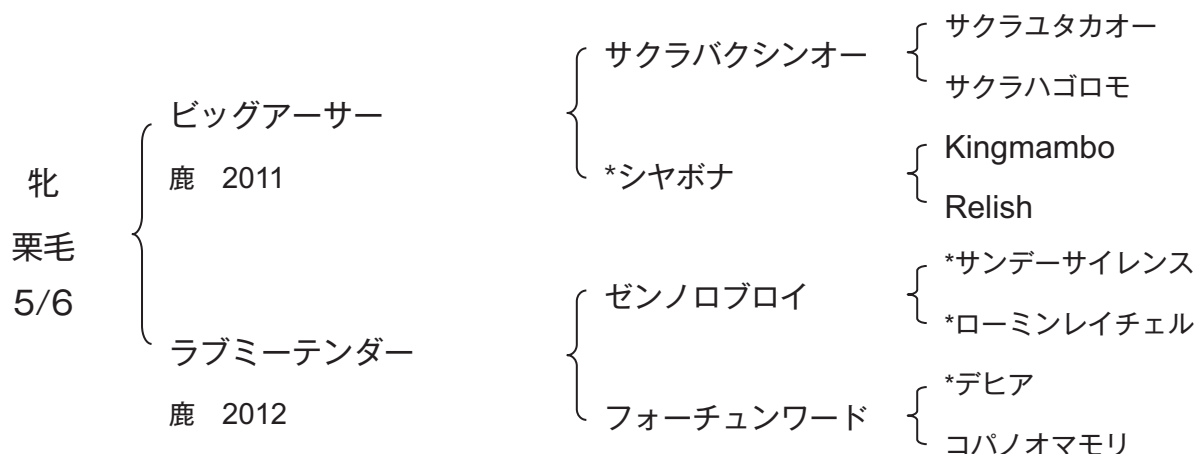 牝
栗毛
5/6
ビッグアーサー
鹿 2011
ラブミーテンダー
鹿 2012
サクラバクシンオー
*シヤボナ
ゼンノロブロイ
フォーチュンワード
サクラユタカオー
サクラハゴロモ
Kingmambo
Relish
*サンデーサイレンス
*ローミンレイチェル
*デヒア
コパノオマモリ